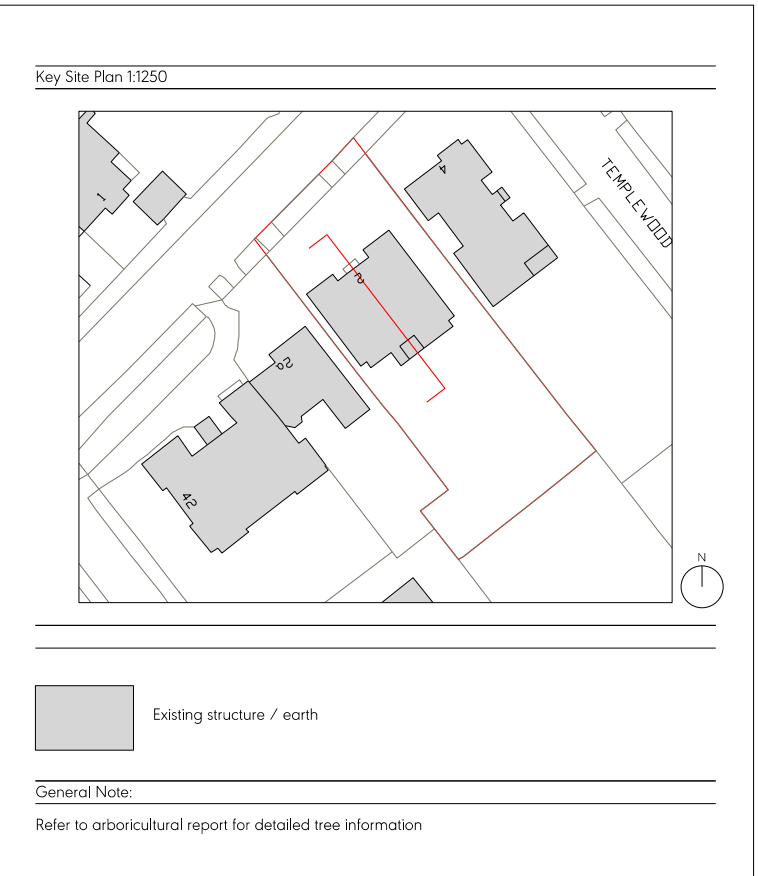 Key Site Plan 1:1250
1
4
TEMPLEWOOD
2
2a
42
N
Existing structure / earth
General Note:
Refer to arboricultural report for detailed tree information